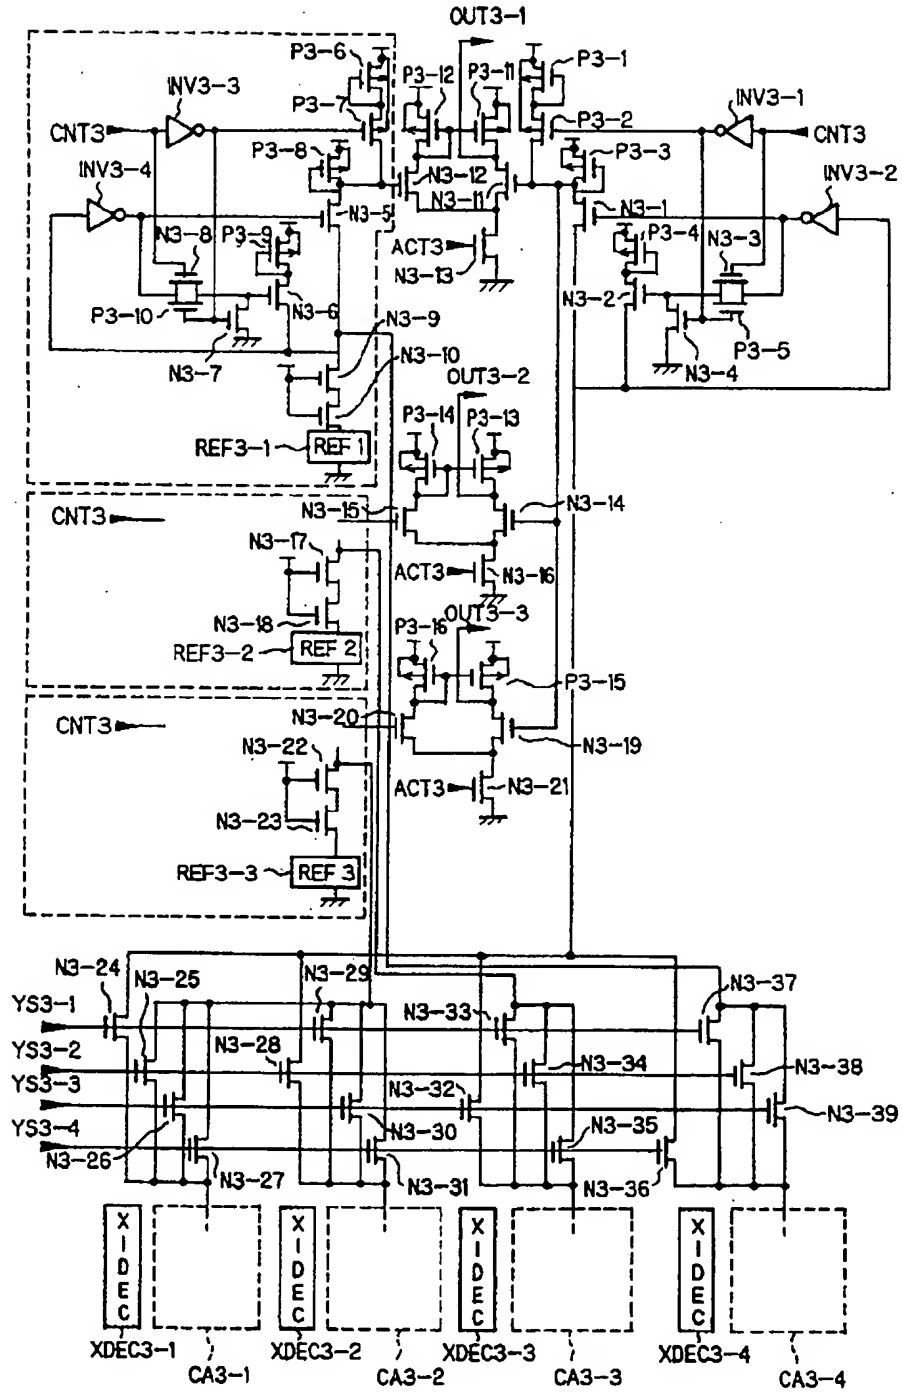 OUT3-1
P3-6
P3-12
P3-11
P3-1
INV3-3
P3-7
P3-2
INV3-1
CNT3
CNT3
P3-8
P3-3
INV3-4
N3-12
N3-11
INV3-2
N3-5
N3-1
N3-8
P3-9
ACT3
N3-13
P3-4
N3-3
N3-6
N3-2
P3-10
N3-9
P3-5
N3-7
N3-10
N3-4
OUT3-2
P3-14
P3-13
REF3-1
REF 1
N3-15
N3-14
CNT3
N3-17
ACT3
N3-16
N3-18
OUT3-3
REF3-2
REF 2
P3-16
P3-15
CNT3
N3-20
N3-19
N3-22
ACT3
N3-21
N3-23
REF3-3
REF 3
N3-24
N3-25
N3-29
N3-37
YS3-1
N3-33
YS3-2
N3-28
N3-34
N3-38
YS3-3
N3-32
N3-39
YS3-4
N3-30
N3-35
N3-26
N3-27
N3-31
N3-36
XIDEC
XIDEC
XIDEC
XIDEC
XDEC3-1
XDEC3-2
XDEC3-3
XDEC3-4
CA3-1
CA3-2
CA3-3
CA3-4